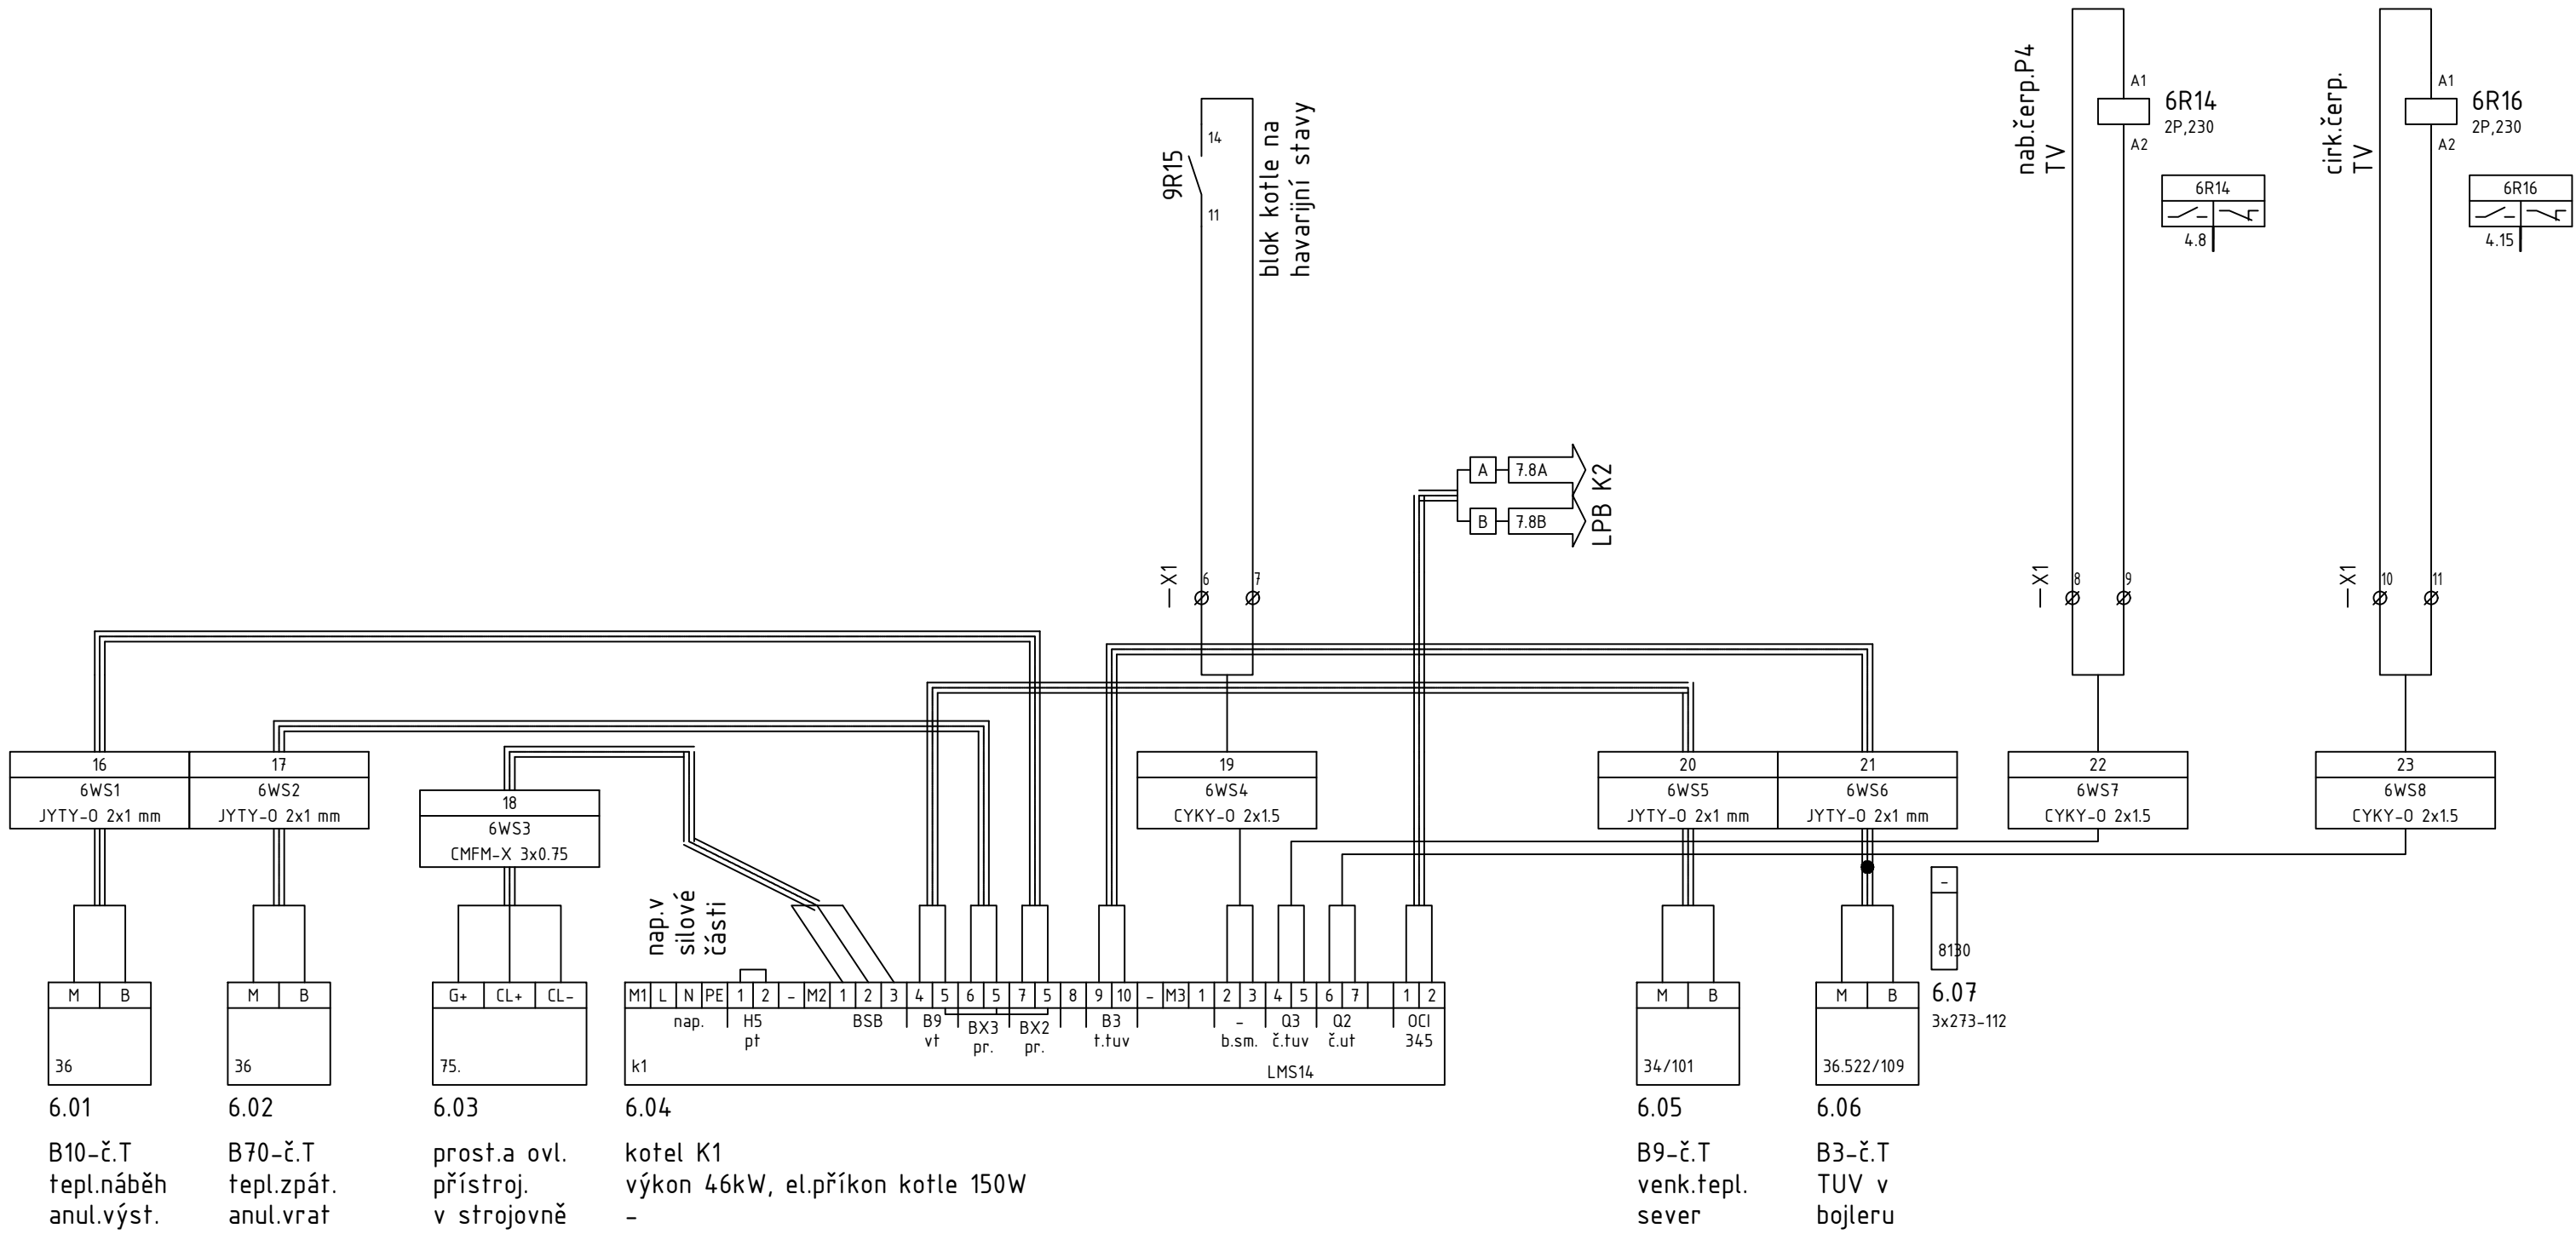 nab.čerp.P4
TV
A1
6R14
2P,230
A2
6R14
4.8
cirk.čerp.
TV
A1
6R16
2P,230
A2
6R16
4.15
9R15
14
11
blok kotle na
havarijní stavy
A
7.8A
B
7.8B
LPB K2
—X1
6
7
—X1
8
9
—X1
10
11
16
6WS1
JYTY-O 2x1 mm
17
6WS2
JYTY-O 2x1 mm
18
6WS3
CMFM-X 3x0.75
19
6WS4
CYKY-O 2x1.5
20
6WS5
JYTY-O 2x1 mm
21
6WS6
JYTY-O 2x1 mm
22
6WS7
CYKY-O 2x1.5
23
6WS8
CYKY-O 2x1.5
M B
36
6.01
B10-č.T
tepl.náběh
anul.výst.
M B
36
6.02
B70-č.T
tepl.zpát.
anul.vrat
G+ CL+ CL-
75.
6.03
prost.a ovl.
přístroj.
v strojovně
nap.v
silové
části
M1 L N PE 1 2 - M2 1 2 3 4 5 6 5 7 5 8 9 10 - M3 1 2 3 4 5 6 7 1 2
nap. H5 BSB B9 BX3 BX2 B3 - Q3 Q2 OCI
pt vt pr. pr. t.tuv b.sm. č.tuv č.ut 345
k1
LMS14
6.04
kotel K1
výkon 46kW, el.příkon kotle 150W
-
M B
34/101
6.05
B9-č.T
venk.tepl.
sever
M B
36.522/109
6.06
B3-č.T
TUV v
bojleru
-
8130
6.07
3x273-112